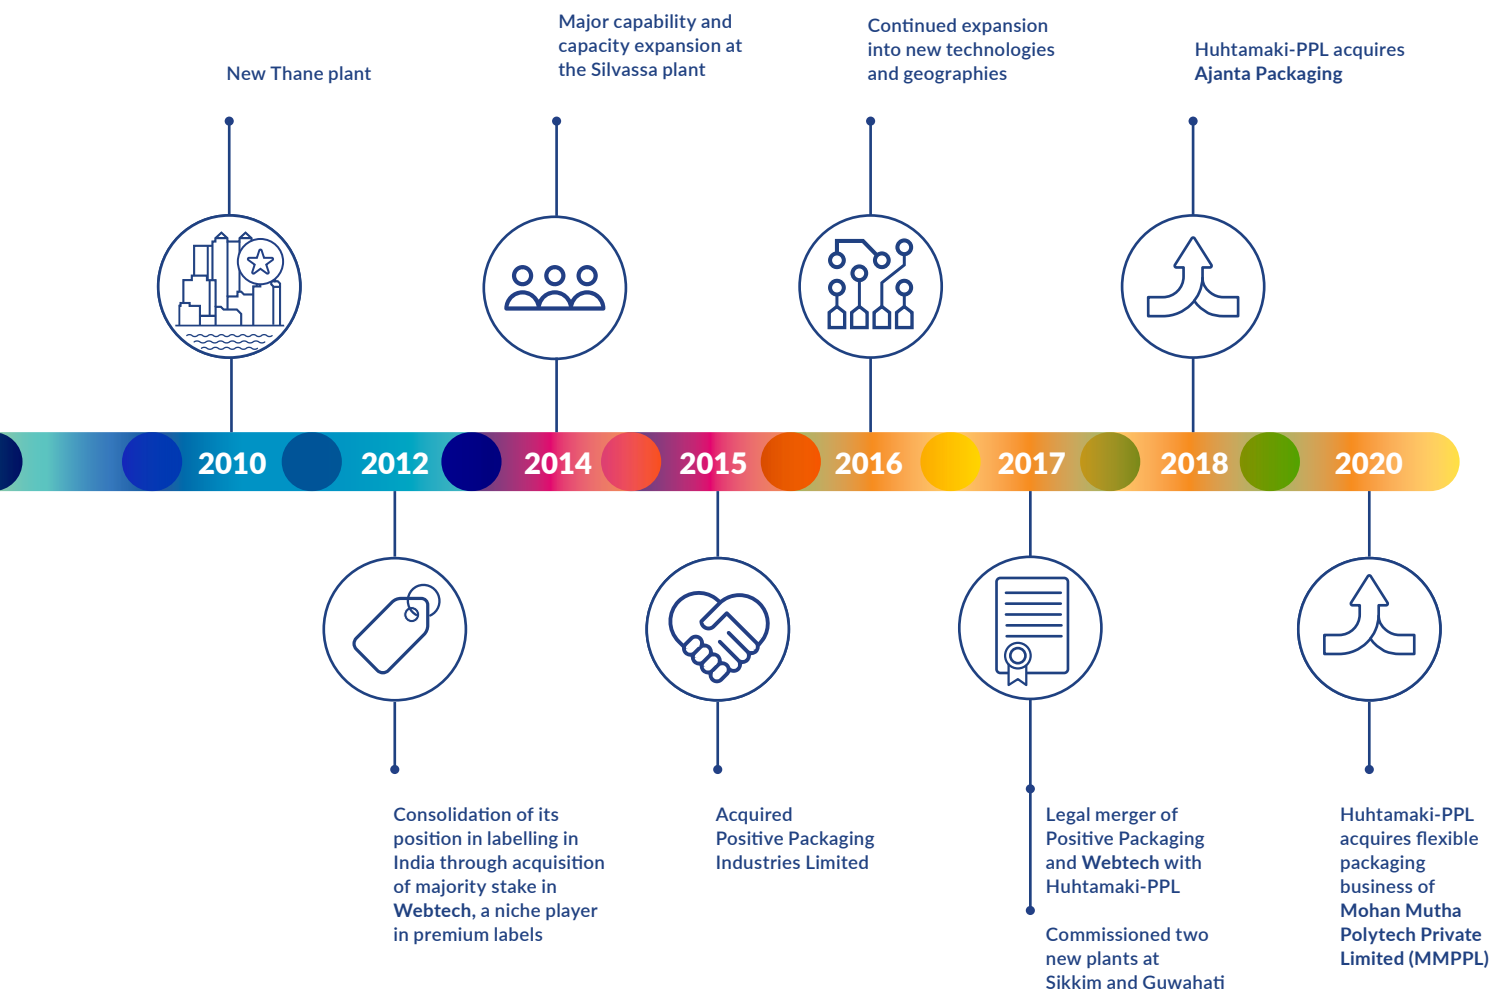 Major capability and
capacity expansion at
the Silvassa plant
Continued expansion
into new technologies
and geographies
New Thane plant
Huhtamaki-PPL acquires
Ajanta Packaging
2010
2012
2014
2015
2016
2017
2018
2020
Consolidation of its
position in labelling in
India through acquisition
of majority stake in
Webtech, a niche player
in premium labels
Acquired
Positive Packaging
Industries Limited
Legal merger of
Positive Packaging
and Webtech with
Huhtamaki-PPL
Commissioned two
new plants at
Sikkim and Guwahati
Huhtamaki-PPL
acquires flexible
packaging
business of
Mohan Mutha
Polytech Private
Limited (MMPPL)